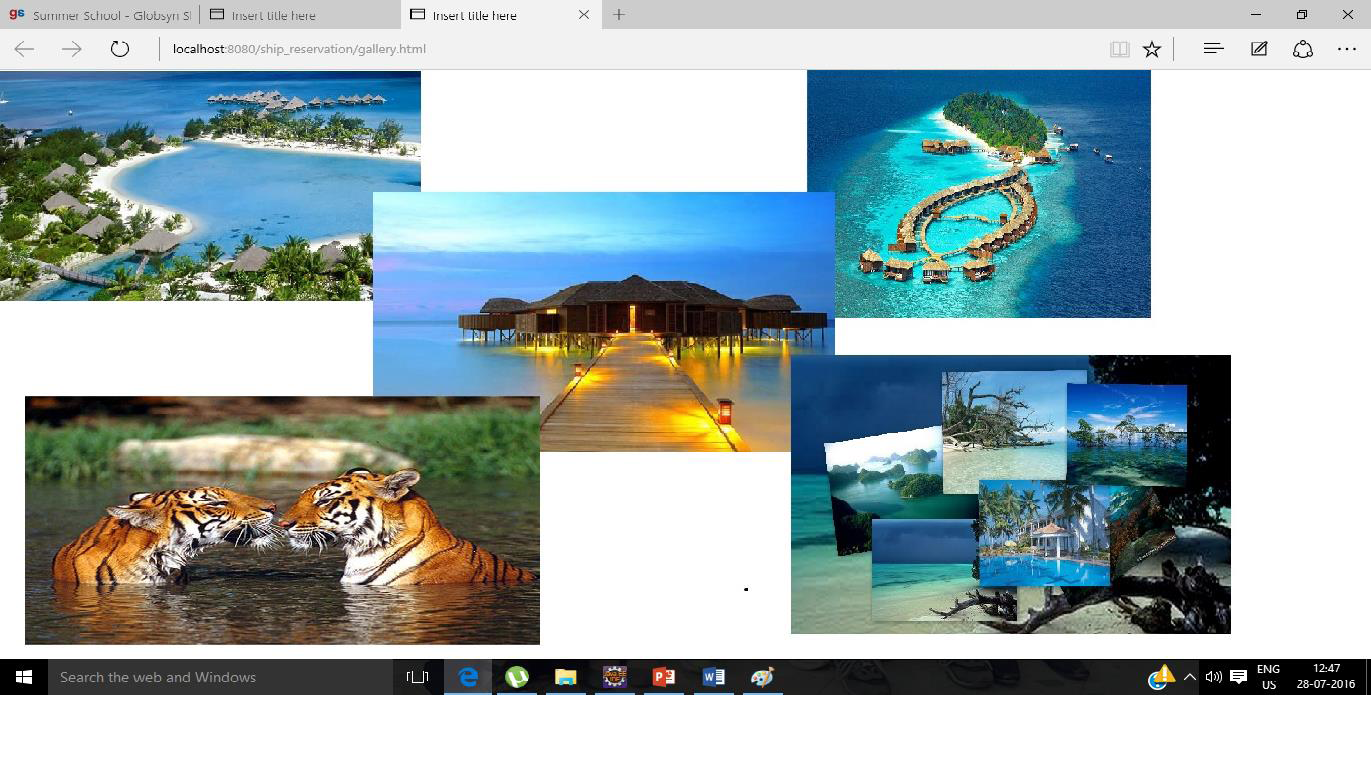 gs Summer School - Globsyn Sl
Insert title here
Insert title here
localhost:8080/ship_reservation/gallery.html
Search the web and Windows
ENG
US
12:47
28-07-2016